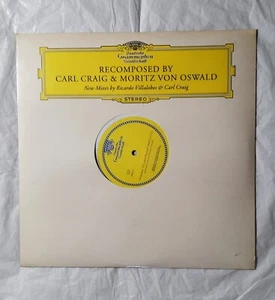 Deutsche
Grammophon
Gesellschaft
RECOMPOSED BY
CARL CRAIG & MORITZ VON OSWALD
New Mixes by Ricardo Villalobos & Carl Craig
STEREO